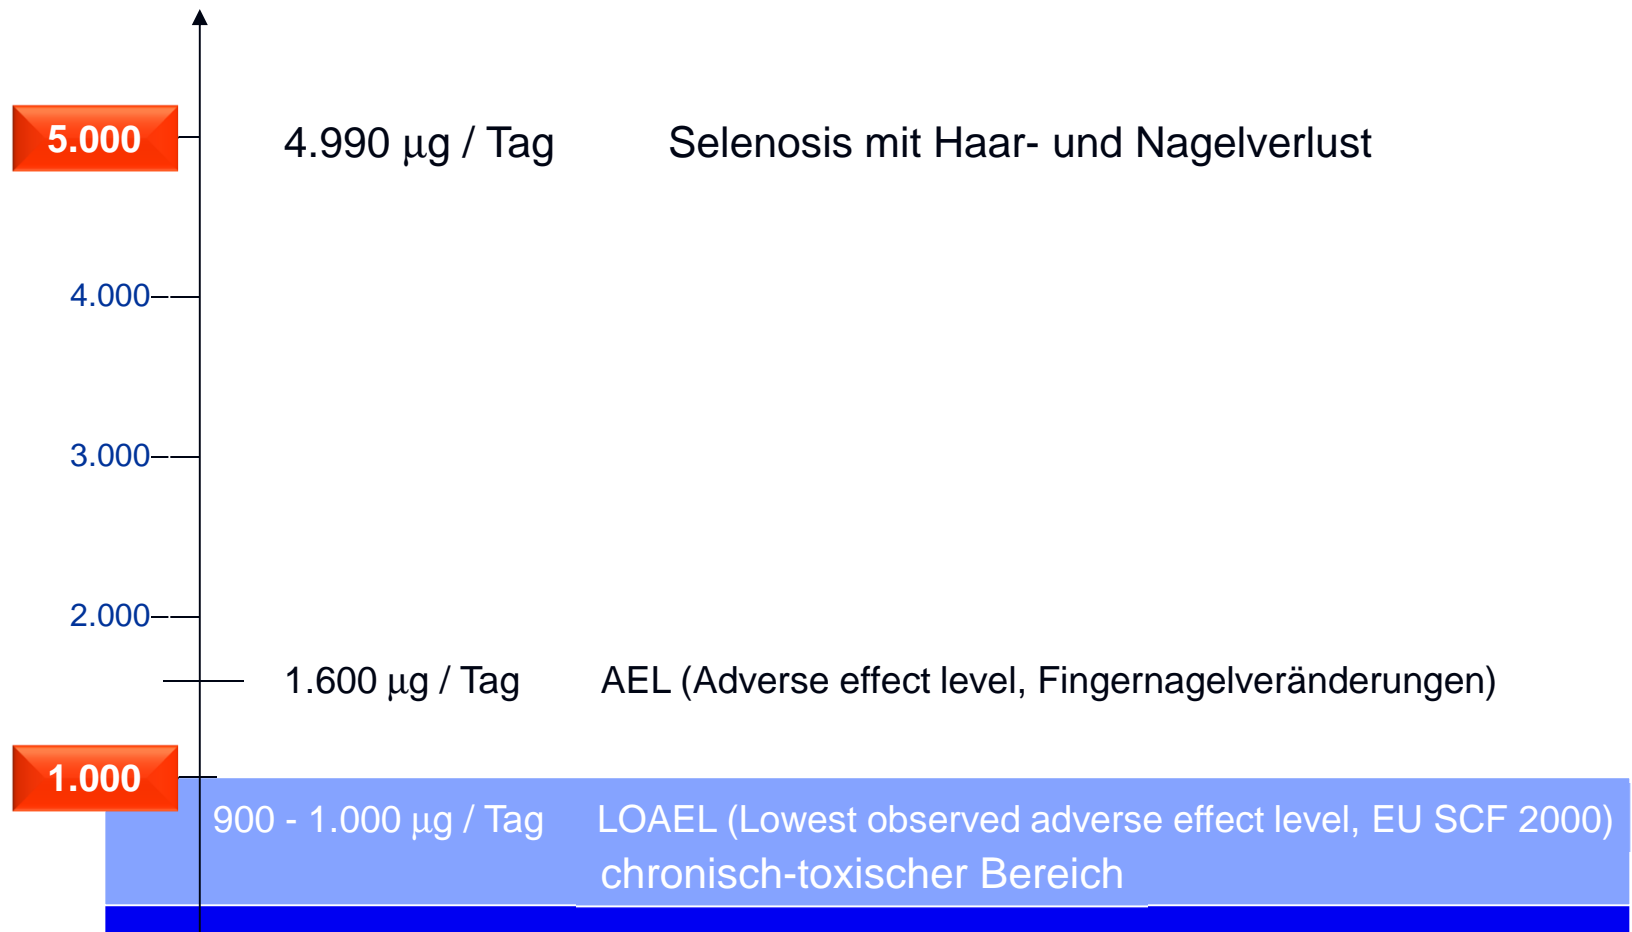 5.000 4.990 µg / Tag Selenosis mit Haar- und Nagelverlust
4.000
3.000
2.000
1.600 µg / Tag AEL (Adverse effect level, Fingernagelveränderungen)
1.000
900 - 1.000 µg / Tag LOAEL (Lowest observed adverse effect level, EU SCF 2000)
chronisch-toxischer Bereich